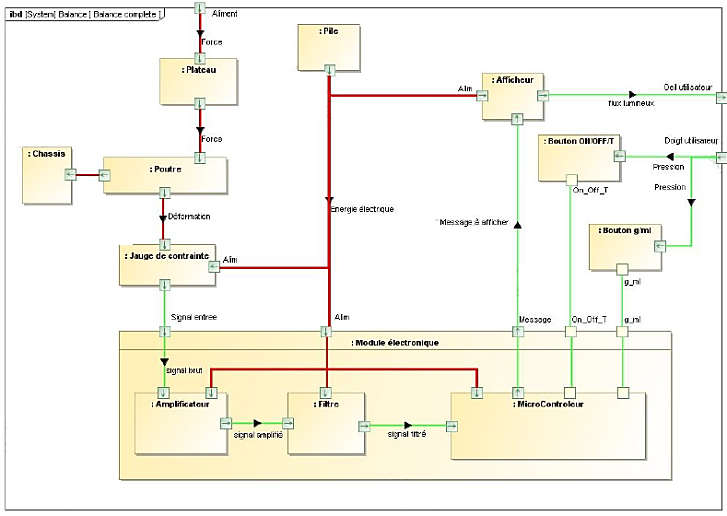 ibd [System] Balance [ Balance complete ]
Aliment
Force
: Pile
: Plateau
: Afficheur
Alim
Oeil utilisateur
flux lumineux
Force
: Bouton ON/OFF/T
Doigt utilisateur
: Chassis
: Poutre
Pression
Pression
On_Off_T
Déformation
Energie électrique
Message à afficher
: Bouton g/ml
: Jauge de contrainte
Alim
g_ml
Signal entree
Alim
Message
On_Off_T
g_ml
: Module électronique
signal brut
: Amplificateur
: Filtre
: MicroControleur
signal amplifié
signal filtré